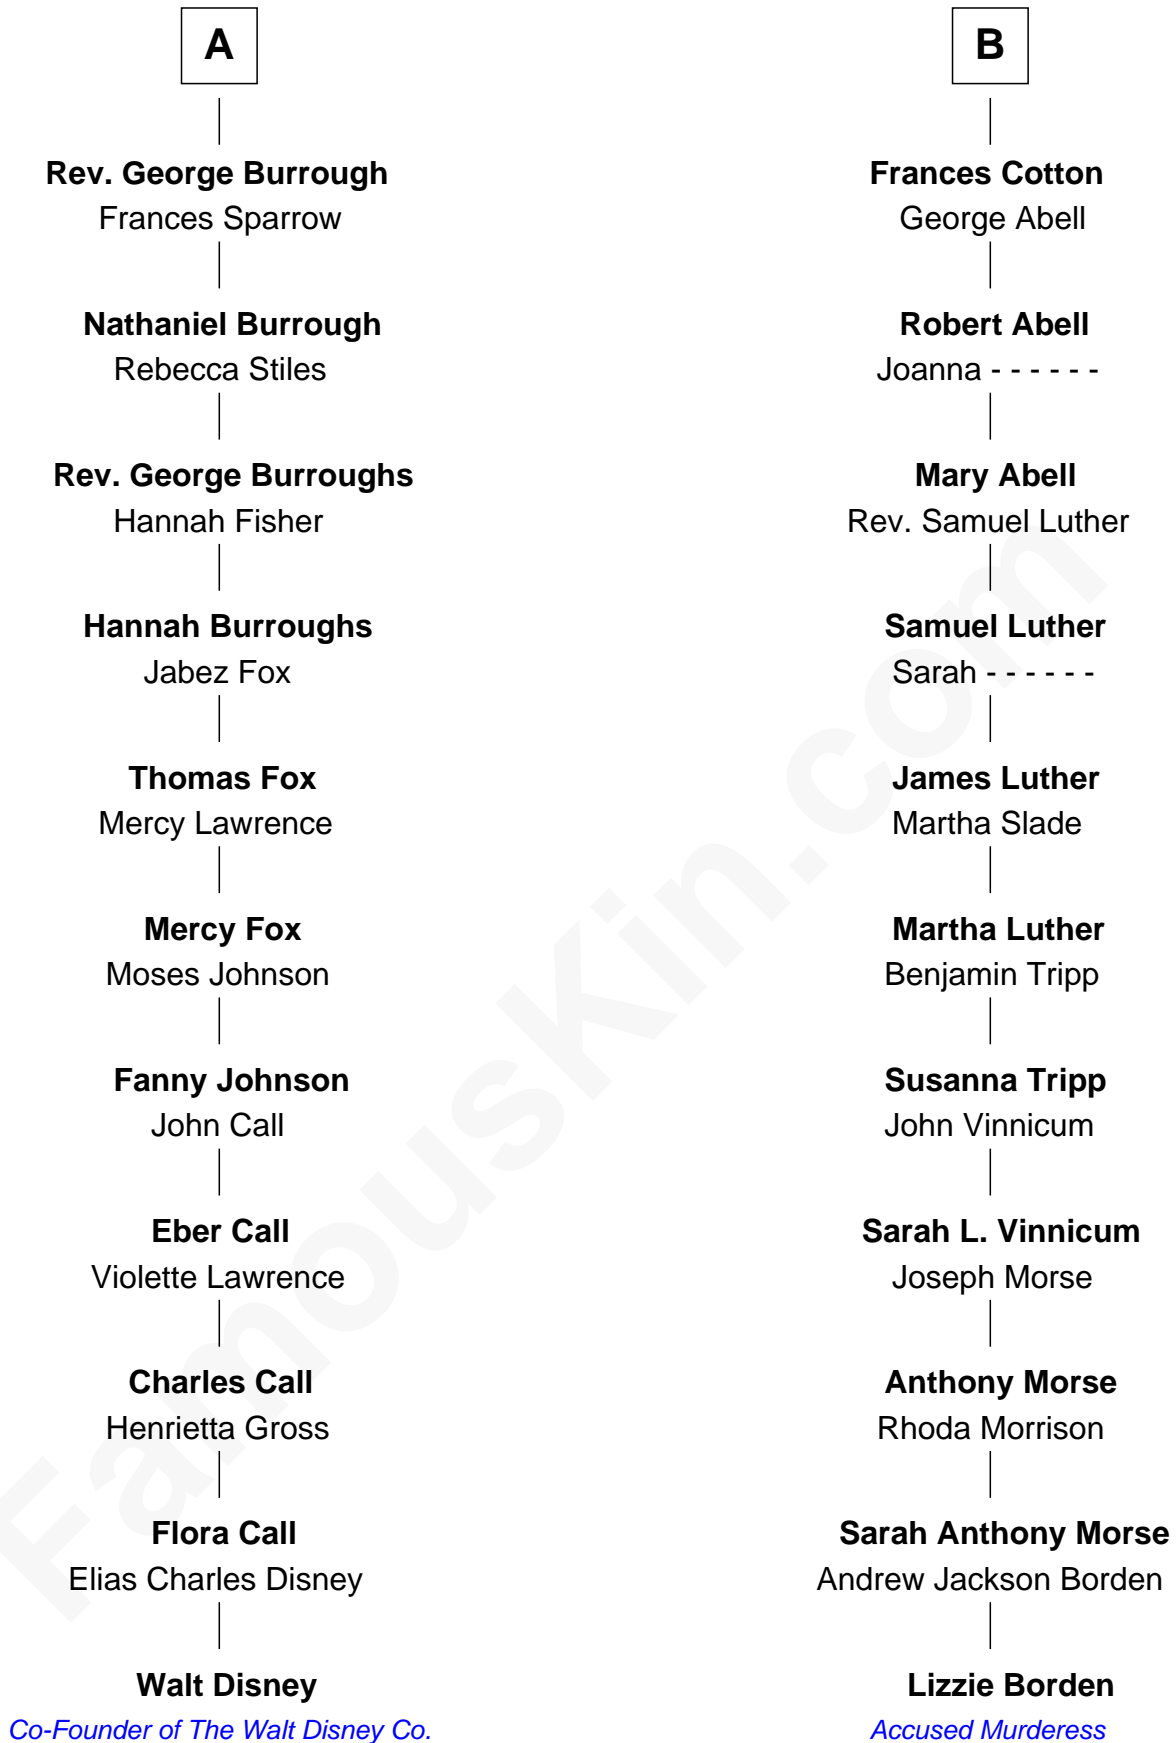 A
Rev. George Burrough
Frances Sparrow
Nathaniel Burrough
Rebecca Stiles
Rev. George Burroughs
Hannah Fisher
Hannah Burroughs
Jabez Fox
Thomas Fox
Mercy Lawrence
Mercy Fox
Moses Johnson
Fanny Johnson
John Call
Eber Call
Violette Lawrence
Charles Call
Henrietta Gross
Flora Call
Elias Charles Disney
Walt Disney
Co-Founder of The Walt Disney Co.
B
Frances Cotton
George Abell
Robert Abell
Joanna - - - - - -
Mary Abell
Rev. Samuel Luther
Samuel Luther
Sarah - - - - - -
James Luther
Martha Slade
Martha Luther
Benjamin Tripp
Susanna Tripp
John Vinnicum
Sarah L. Vinnicum
Joseph Morse
Anthony Morse
Rhoda Morrison
Sarah Anthony Morse
Andrew Jackson Borden
Lizzie Borden
Accused Murderess
FamousKin.com